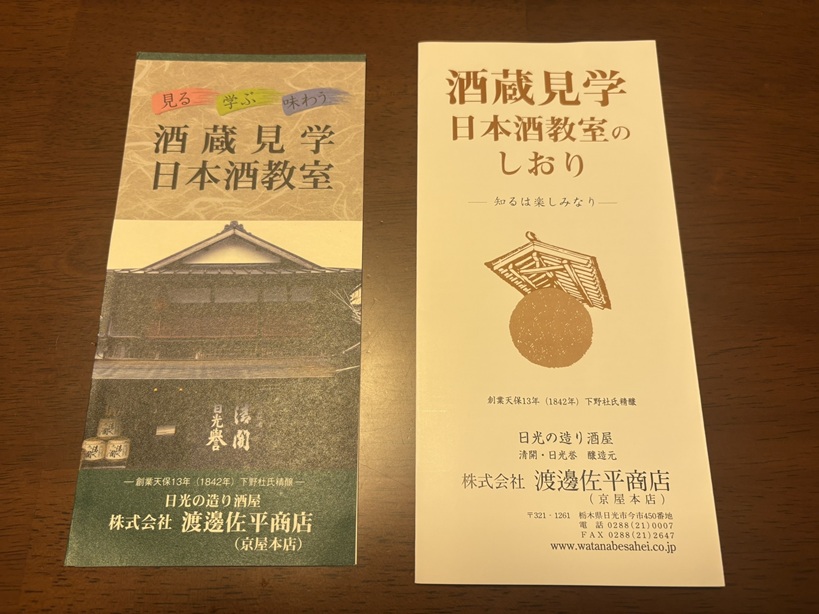 見る 学ぶ 味わう
酒蔵見学
日本酒教室
日光誉
清開
―創業天保13年(1842年)下野杜氏精醸―
日光の造り酒屋
株式会社 渡邊佐平商店
(京屋本店)
酒蔵見学
日本酒教室の
しおり
― 知るは楽しみなり ―
創業天保13年(1842年)下野杜氏精醸
日光の造り酒屋
清開・日光誉 醸造元
株式会社 渡邊佐平商店
(京屋本店)
〒321‐1261 栃木県日光市今市450番地
電 話 0288(21)0007
FAX 0288(21)2647
www.watanabesahei.co.jp